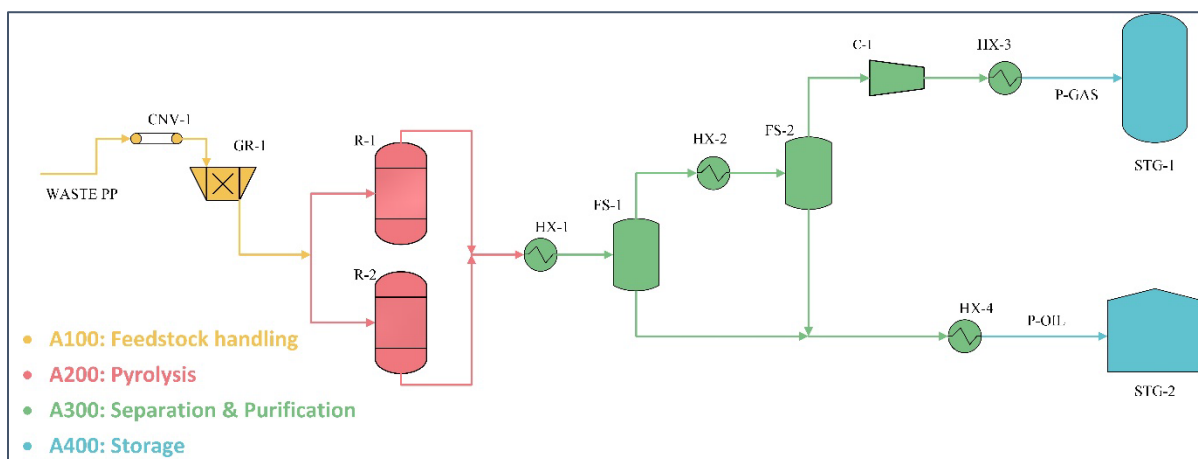 C-1
HX-3
P-GAS
STG-1
CNV-1
GR-1
WASTE PP
R-1
HX-2
FS-2
FS-1
HX-1
R-2
HX-4
P-OIL
STG-2
A100: Feedstock handling
A200: Pyrolysis
A300: Separation & Purification
A400: Storage